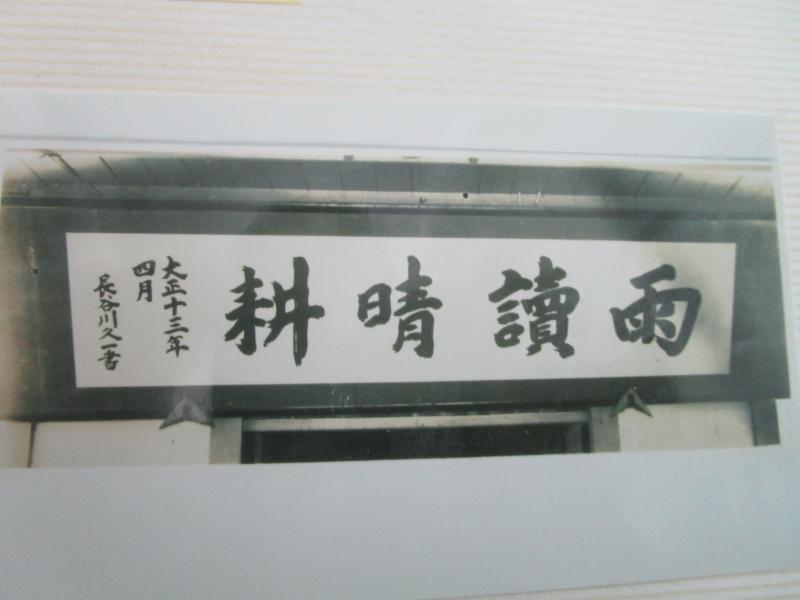 雨讀晴耕
大正十三年
四月
長谷川久一書